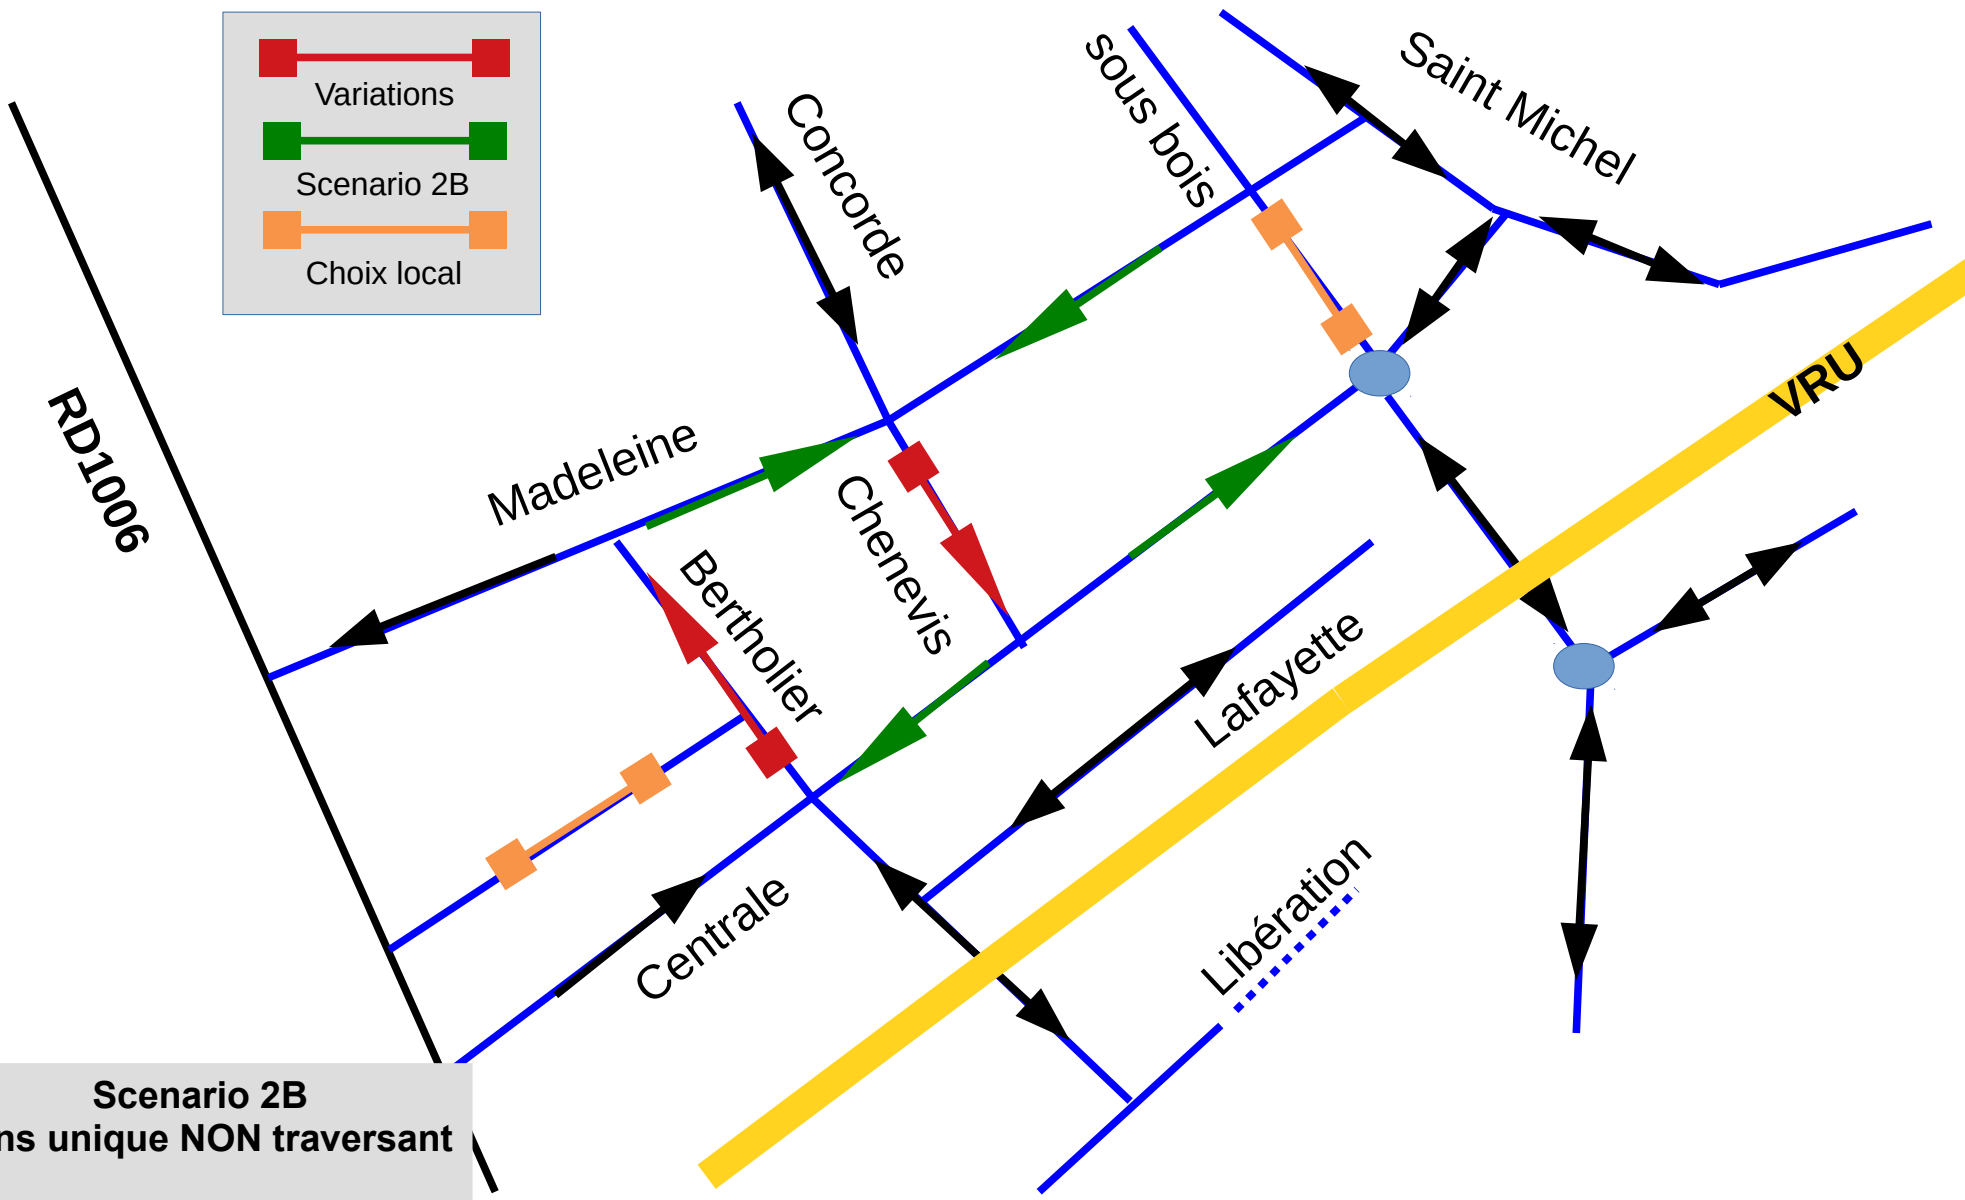 Variations
Scenario 2B
Choix local
Concorde
sous bois
Saint Michel
RD1006
Madeleine
Chenevis
VRU
Bertholier
Lafayette
Centrale
Libération
Scenario 2B
ns unique NON traversant